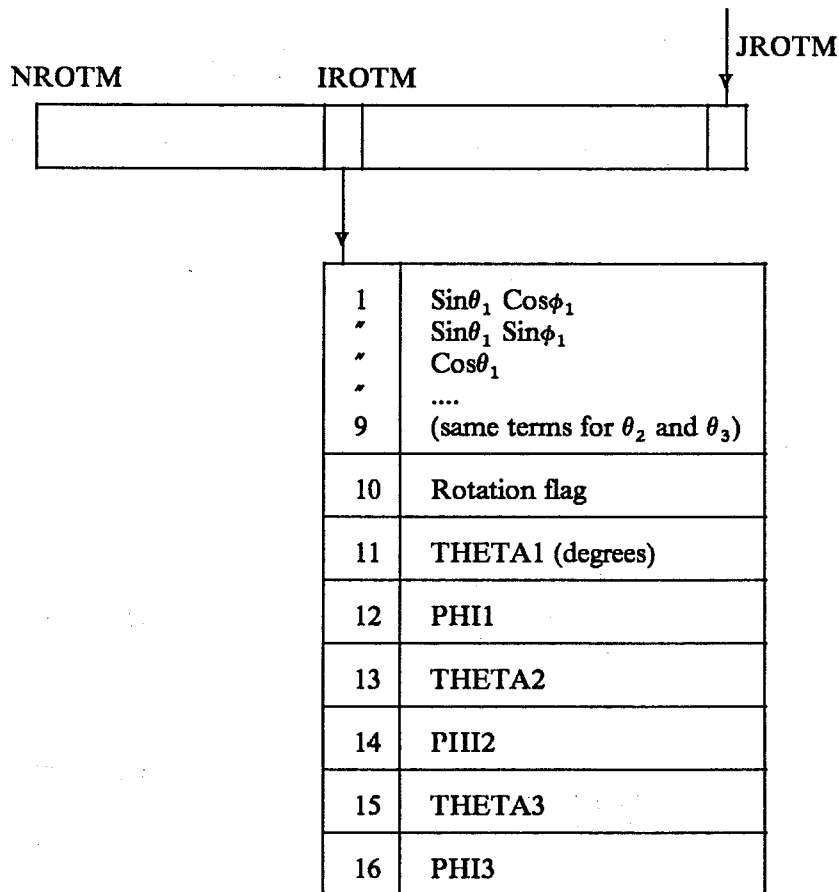 JROTM
NROTM IROTM
1 Sinθ₁ Cosϕ₁
" Sinθ₁ Sinϕ₁
" Cosθ₁
" ....
9 (same terms for θ₂ and θ₃)
10 Rotation flag
11 THETA1 (degrees)
12 PHI1
13 THETA2
14 PHI2
15 THETA3
16 PHI3